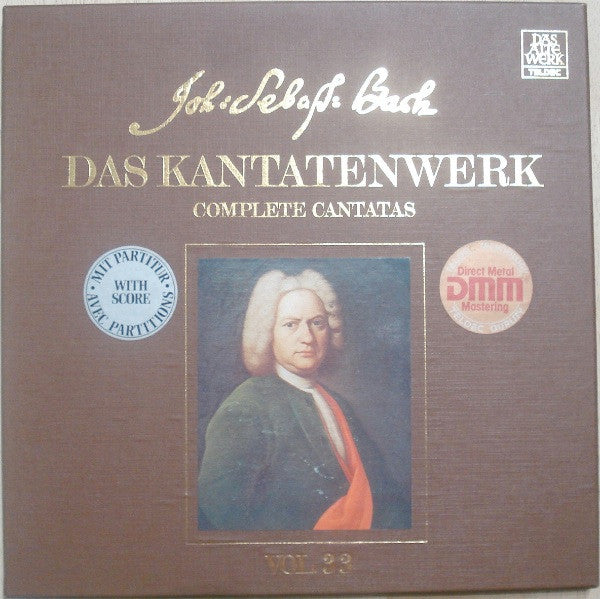 DAS
ALTE
WERK
TELDEC
Joh: Sebaſt: Bach
DAS KANTATENWERK
COMPLETE CANTATAS
MIT PARTITUR
WITH
SCORE
AVEC PARTITIONS
Direct Metal
DMM
Mastering
VOL. 33